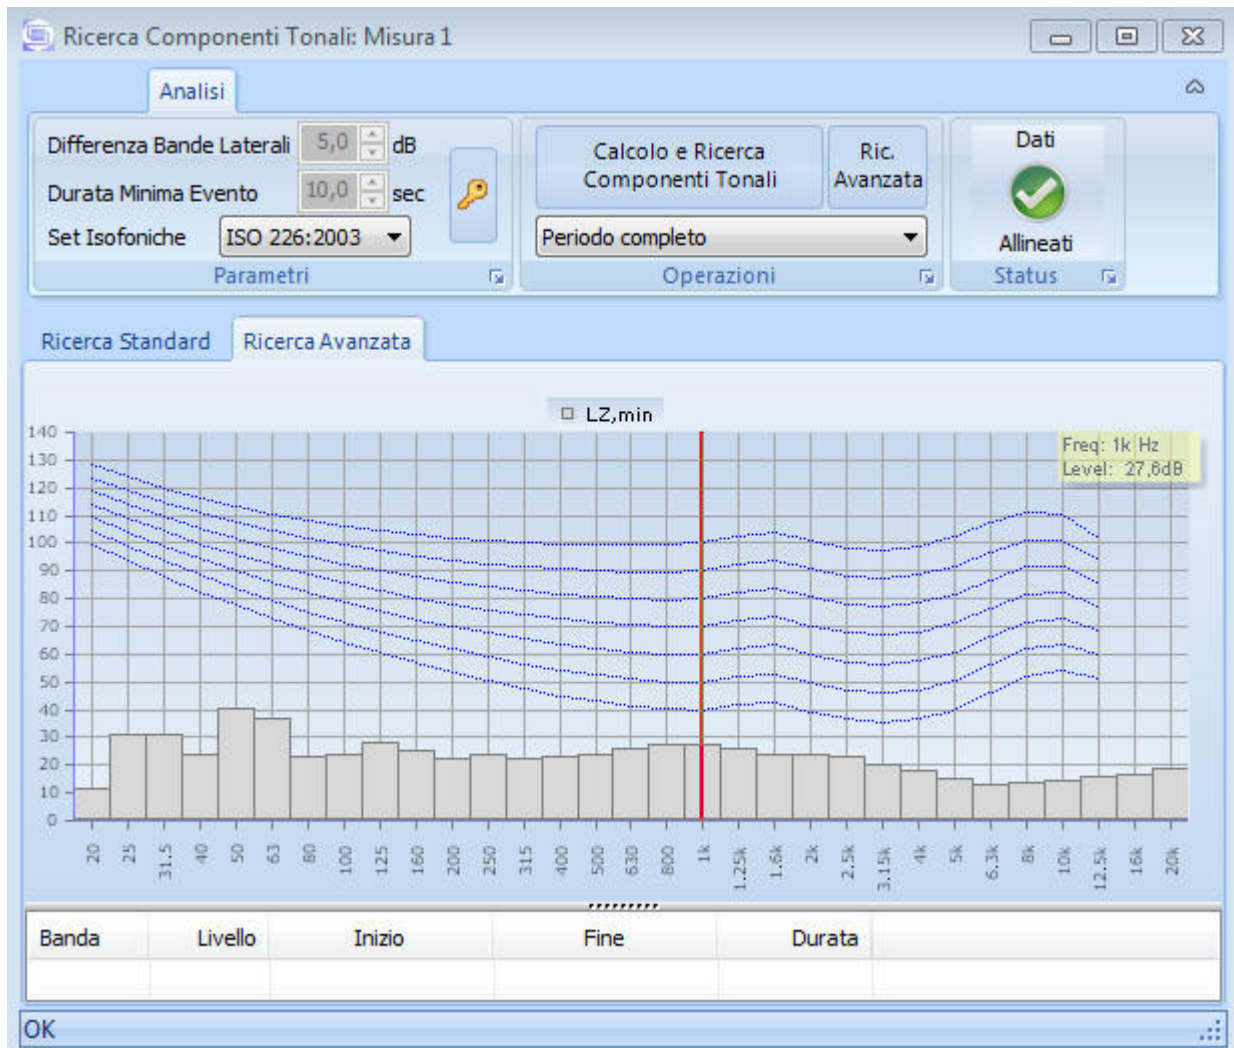 Ricerca Componenti Tonali: Misura 1
Analisi
Differenza Bande Laterali 5,0 dB
Durata Minima Evento 10,0 sec
Set Isofoniche ISO 226:2003
Parametri
Calcolo e Ricerca
Componenti Tonali
Ric.
Avanzata
Periodo completo
Operazioni
Dati
Allineati
Status
Ricerca Standard Ricerca Avanzata
LZ,min
Freq: 1k Hz
Level: 27,6dB
140
130
120
110
100
90
80
70
60
50
40
30
20
10
0
20 25 31.5 40 50 63 80 100 125 160 200 250 315 400 500 630 800 1k 1.25k 1.6k 2k 2.5k 3.15k 4k 5k 6.3k 8k 10k 12.5k 16k 20k
Banda Livello Inizio Fine Durata
OK